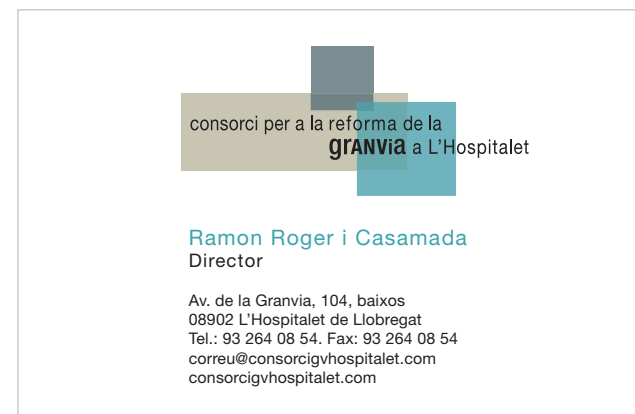 consorci per a la reforma de la
grANVia a L'Hospitalet
Ramon Roger i Casamada
Director
Av. de la Granvia, 104, baixos
08902 L'Hospitalet de Llobregat
Tel.: 93 264 08 54. Fax: 93 264 08 54
correu@consorcigvhospitalet.com
consorcigvhospitalet.com